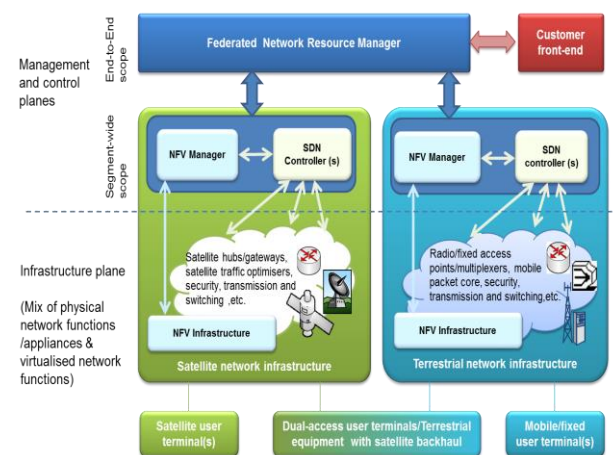 Federated Network Resource Manager
Customer
front-end
Management
and control
planes
End-to-End
scope
Segment-wide
scope
NFV Manager
SDN
Controller (s)
NFV Manager
SDN
controller (s)
Satellite hubs/gateways,
satellite traffic optimisers,
security, transmission and
switching ,etc.
Radio/fixed access
points/multiplexers, mobile
packet core, security,
transmission and switching,etc.
Infrastructure plane
(Mix of physical
network functions
/appliances &
virtualised network
functions)
NFV Infrastructure
NFV Infrastructure
Satellite network infrastructure
Terrestrial network infrastructure
Satellite user
terminal(s)
Dual-access user terminals/Terrestrial
equipment with satellite backhaul
Mobile/fixed
user terminal(s)